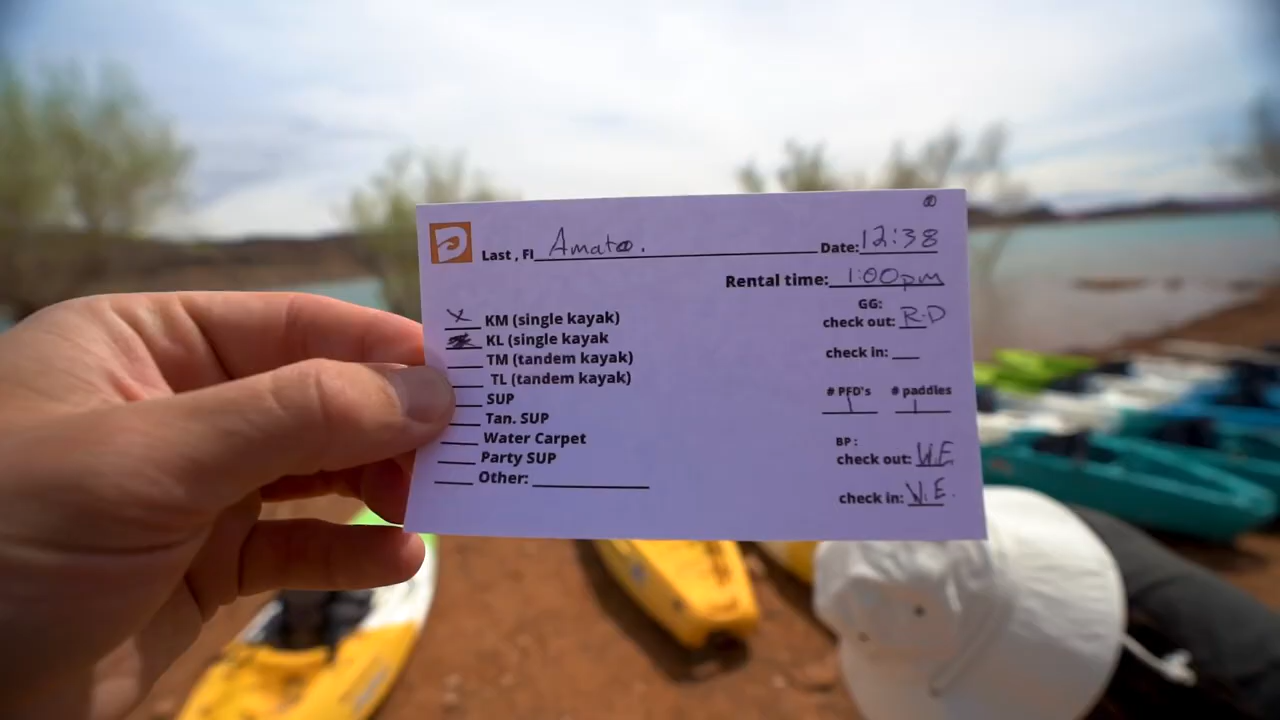 Last , FI Amato. Date: 12:38
Rental time: 1:00pm
X KM (single kayak)
KL (single kayak
TM (tandem kayak)
TL (tandem kayak)
SUP
Tan. SUP
Water Carpet
Party SUP
Other:
GG:
check out: R.D
check in:
# PFD's # paddles
1 1
BP:
check out: W.E
check in: W.E.